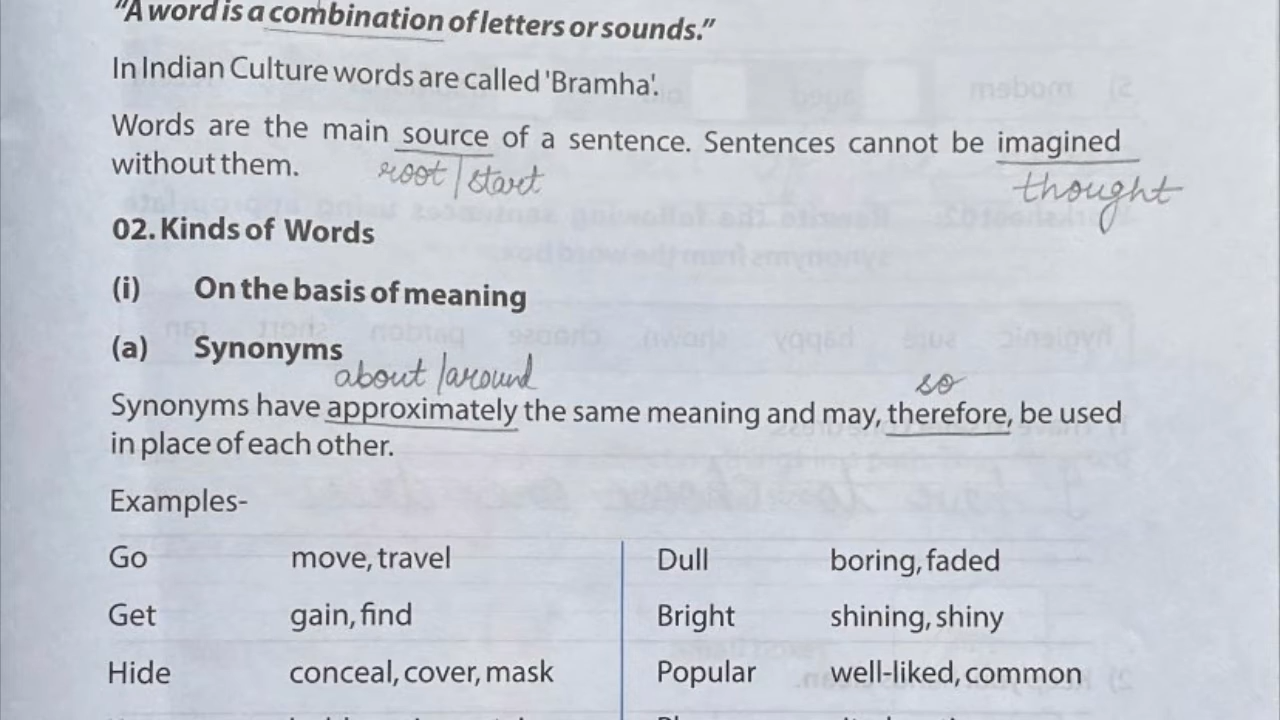 "A word is a combination of letters or sounds."
In Indian Culture words are called 'Bramha'.
Words are the main source of a sentence. Sentences cannot be imagined
without them. root | start thought
02. Kinds of Words
(i) On the basis of meaning
(a) Synonyms
about / around so
Synonyms have approximately the same meaning and may, therefore, be used
in place of each other.
Examples-
Go move, travel Dull boring, faded
Get gain, find Bright shining, shiny
Hide conceal, cover, mask Popular well-liked, common